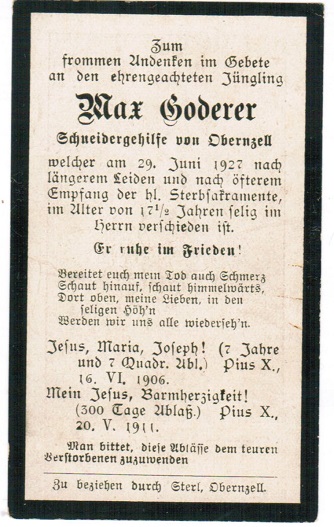 Zum
frommen Andenken im Gebete
an den ehrengeachteten Jüngling
Max Goderer
Schneidergehilfe von Obernzell
welcher am 29. Juni 1927 nach
längerem Leiden und nach öfterem
Empfang der hl. Sterbsakramente,
im Alter von 17 1/2 Jahren selig im
Herrn verschieden ist.
Er ruhe im Frieden!
Bereitet euch mein Tod auch Schmerz
Schaut hinauf, schaut himmelwärts,
Dort oben, meine Lieben, in den
seligen Höh'n
Werden wir uns alle wiederseh'n.
Jesus, Maria, Joseph! (7 Jahre
und 7 Quadr. Abl.) Pius X.,
16. VI. 1906.
Mein Jesus, Barmherzigkeit!
(300 Tage Ablaß.) Pius X.,
20. V. 1911.
Man bittet, diese Ablässe dem teuren
Verstorbenen zuzuwenden
Zu beziehen durch Sterl, Obernzell.